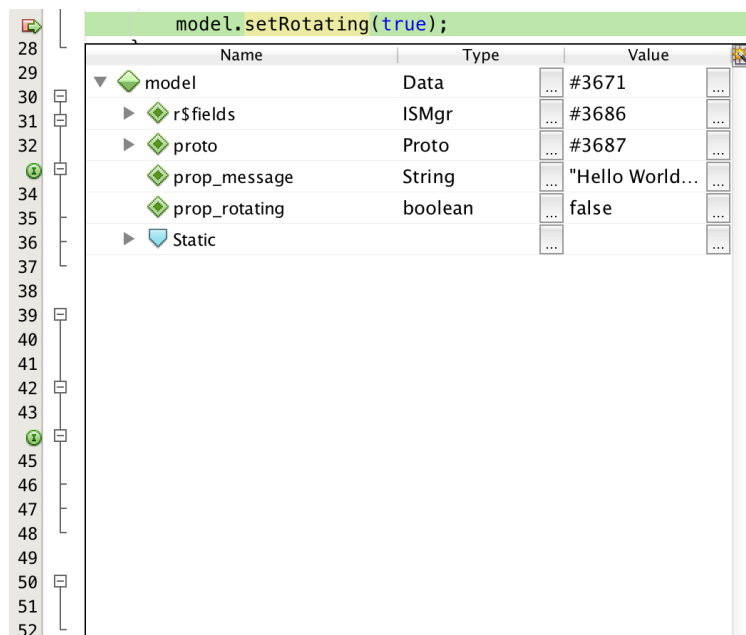 model.setRotating(true);
28
Name Type Value
29
model Data ... #3671 ...
30
r$fields ISMgr ... #3686 ...
31
proto Proto ... #3687 ...
32
prop_message String ... "Hello World... ...
34
prop_rotating boolean ... false ...
35
36
Static ... ...
37
38
39
40
41
42
43
45
46
47
48
49
50
51
52